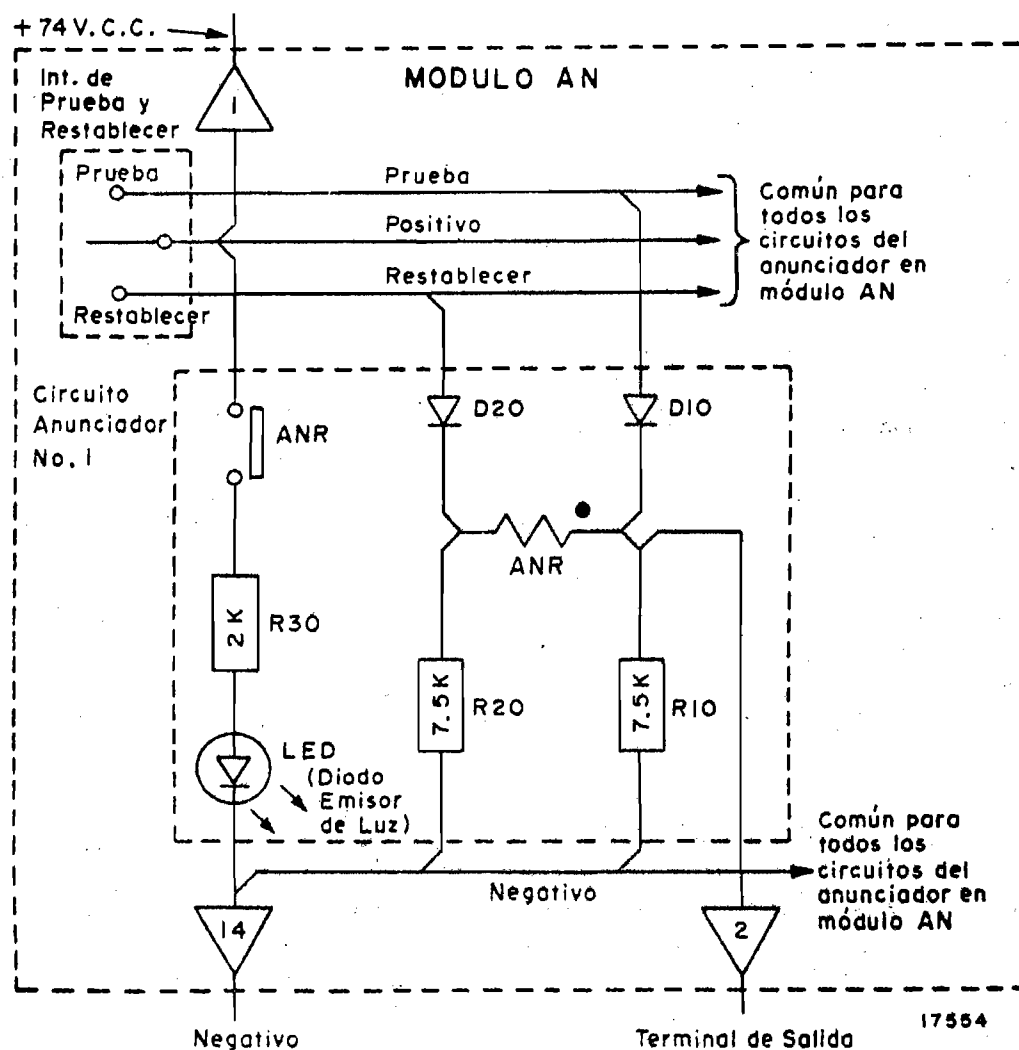 +74 V.C.C.
MODULO AN
Int. de
Prueba y
Restablecer
1
Prueba
Prueba
Positivo
Restablecer
Restablecer
Común para
todos los
circuitos del
anunciador en
módulo AN
Circuito
Anunciador
No. 1
ANR
D20
D10
ANR
2K
R30
7.5K
R20
7.5K
R10
LED
(Diodo
Emisor
de Luz)
Negativo
Común para
todos los
circuitos del
anunciador en
módulo AN
14
2
Negativo
Terminal de Salida
17554